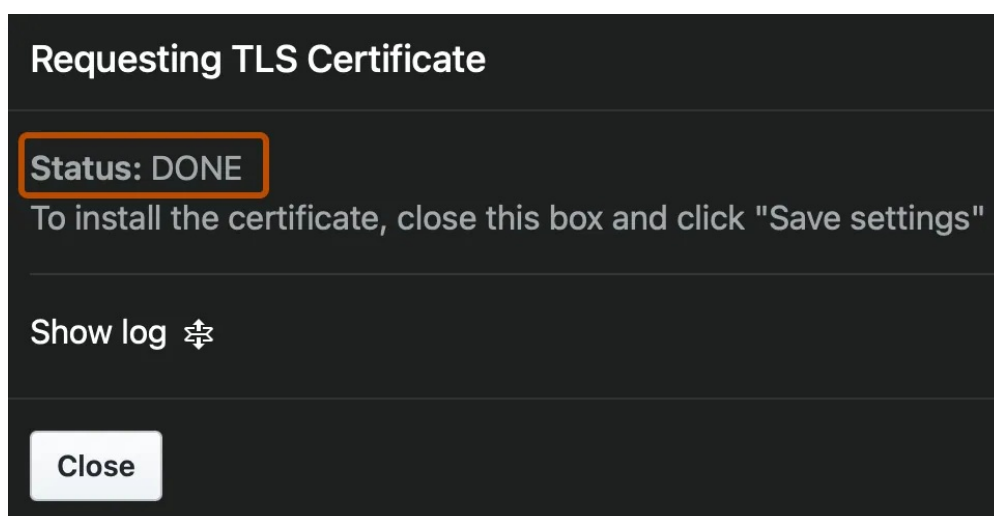 Requesting TLS Certificate
Status: DONE
To install the certificate, close this box and click "Save settings"
Show log
Close